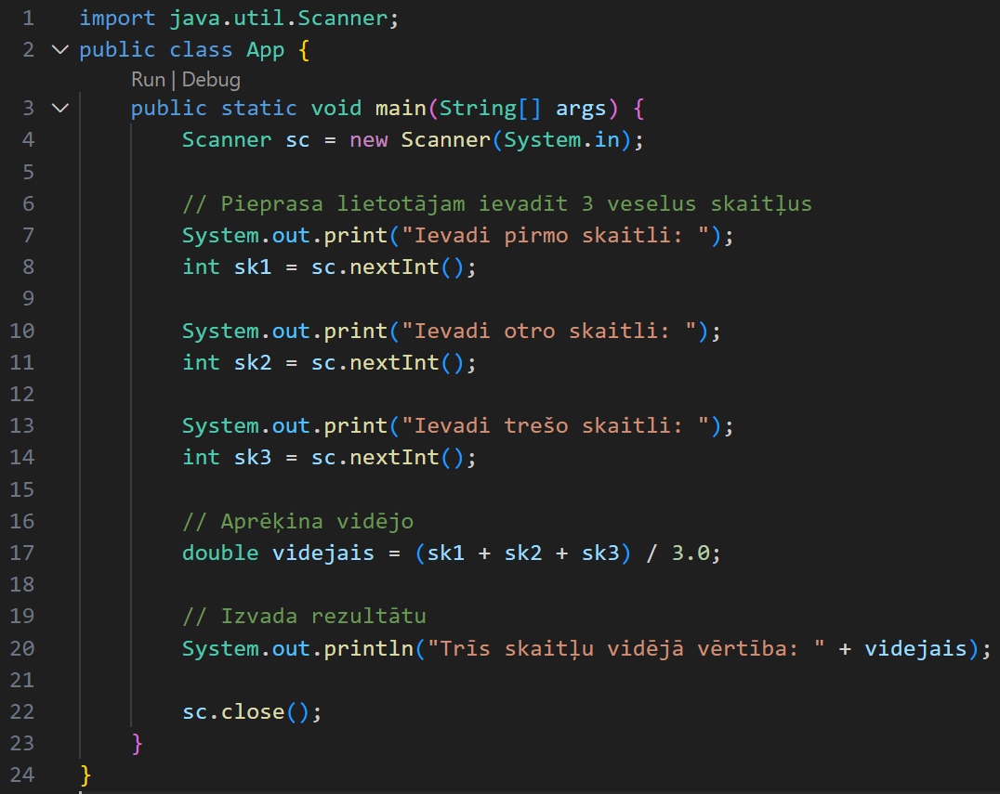 1 import java.util.Scanner;
2 public class App {
Run | Debug
3 public static void main(String[] args) {
4 Scanner sc = new Scanner(System.in);
5
6 // Pieprasa lietotājam ievadīt 3 veselus skaitļus
7 System.out.print("Ievadi pirmo skaitli: ");
8 int sk1 = sc.nextInt();
9
10 System.out.print("Ievadi otro skaitli: ");
11 int sk2 = sc.nextInt();
12
13 System.out.print("Ievadi trešo skaitli: ");
14 int sk3 = sc.nextInt();
15
16 // Aprēķina vidējo
17 double videjais = (sk1 + sk2 + sk3) / 3.0;
18
19 // Izvada rezultātu
20 System.out.println("Trīs skaitļu vidējā vērtība: " + videjais);
21
22 sc.close();
23 }
24 }